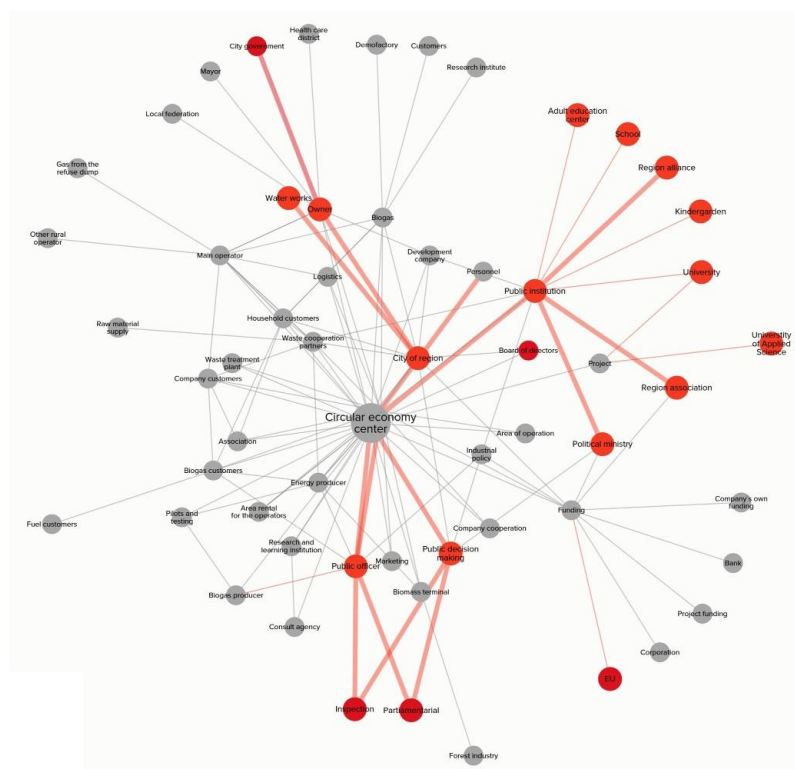 Health care
district
City government
Demofactory
Customers
Research institute
Mayor
Local federation
Adult education
center
School
Region alliance
Gas from the
refuse dump
Water works
Owner
Kindergarden
Biogas
Other rural
operator
Main operator
Development
company
Personnel
University
Logistics
Public institution
Household customers
Raw material
supply
Waste cooperation
partners
City of region
Board of directors
Universtity
of Applied
Science
Waste treatment
plant
Project
Company customers
Region association
Circular economy
center
Area of operation
Association
Political ministry
Industrial
policy
Biogas customers
Energy producer
Company's own
funding
Fuel customers
Pilots and
testing
Area rental
for the operators
Funding
Company cooperation
Research and
learning institution
Public officer
Marketing
Public decision
making
Bank
Biogas producer
Biomass terminal
Project funding
Consult agency
Corporation
EU
Inspection
Partiamentarial
Forest industry